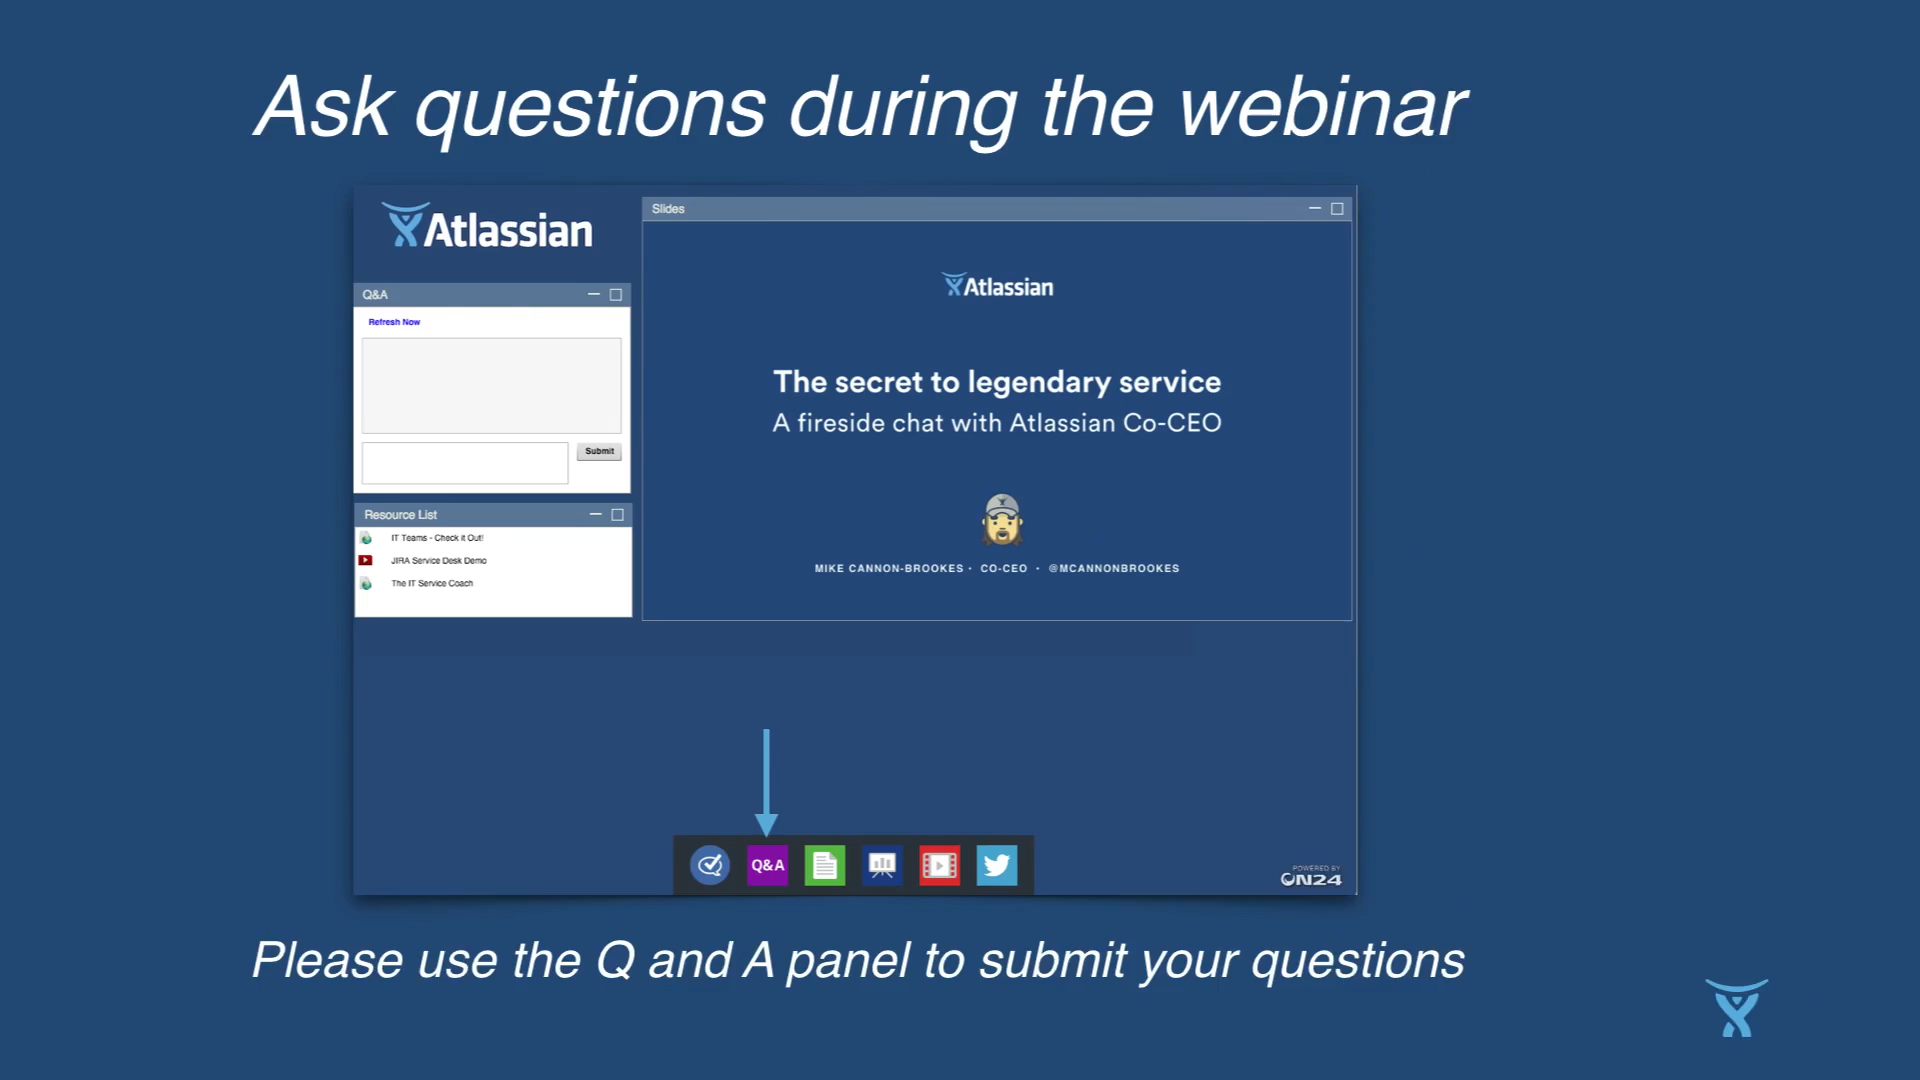 Ask questions during the webinar
Atlassian
Slides
Atlassian
Q&A
Refresh Now
The secret to legendary service
A fireside chat with Atlassian Co-CEO
Submit
Resource List
IT Teams - Check it Out!
JIRA Service Desk Demo
The IT Service Coach
MIKE CANNON-BROOKES · CO-CEO · @MCANNONBROOKES
Q&A
POWERED BY
ON24
Please use the Q and A panel to submit your questions